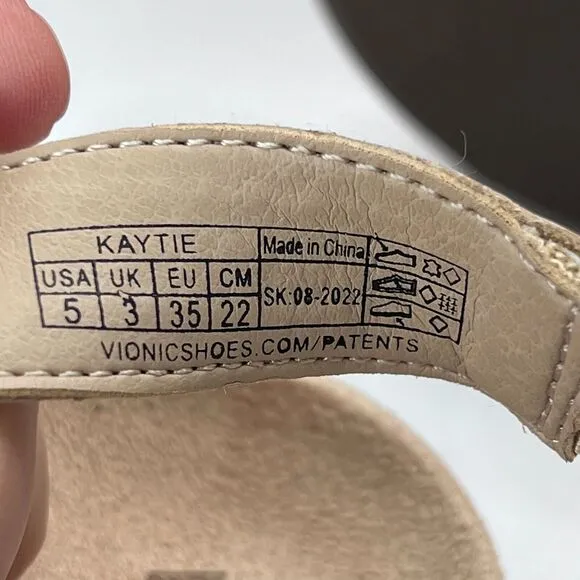 KAYTIE
USA UK EU CM
5 3 35 22
Made in China
SK:08-2022
VIONICSHOES.COM/PATENTS